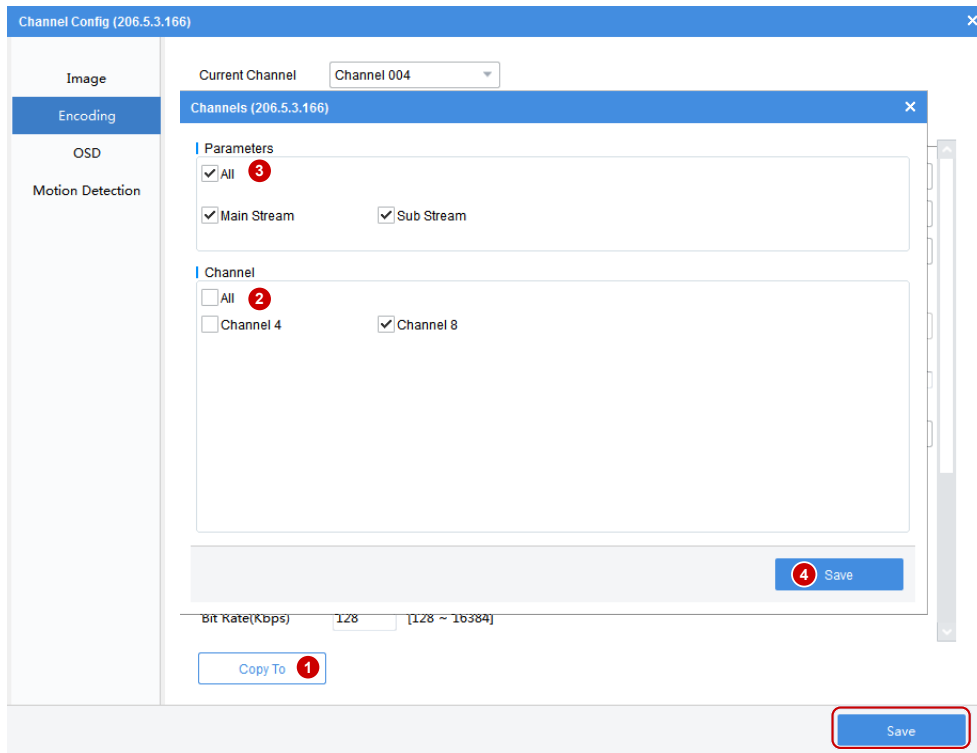 Channel Config (206.5.3.166)
Image
Encoding
OSD
Motion Detection
Current Channel Channel 004
Channels (206.5.3.166)
Parameters
All 3
Main Stream Sub Stream
Channel
All 2
Channel 4 Channel 8
4 Save
Bit Rate(Kbps) 128 [128 ~ 16384]
Copy To 1
Save